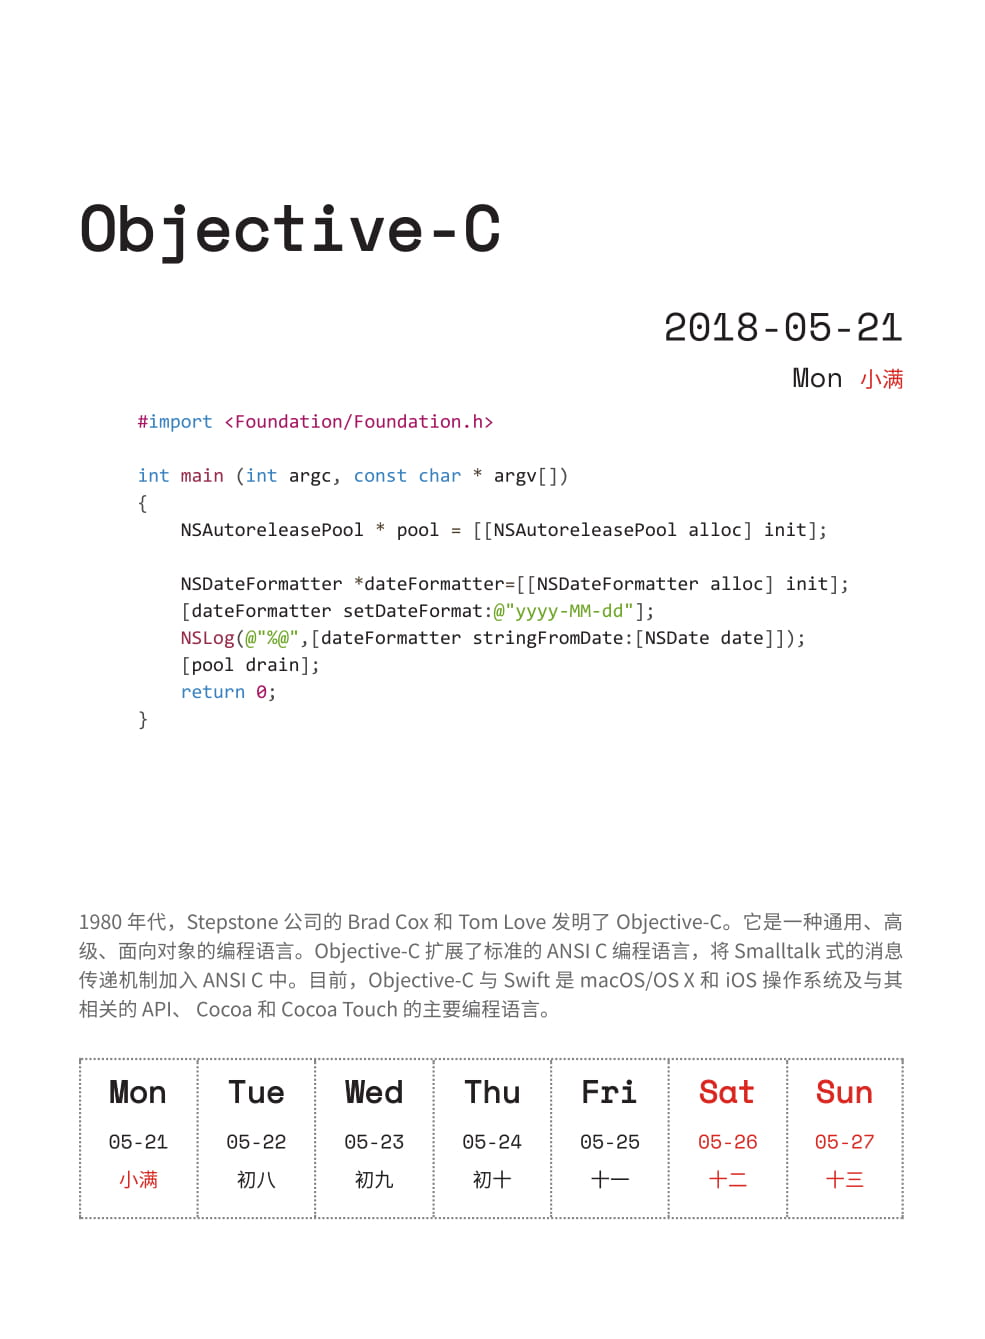 Objective-C
2018-05-21
Mon 小满
#import <Foundation/Foundation.h>
int main (int argc, const char * argv[])
{
    NSAutoreleasePool * pool = [[NSAutoreleasePool alloc] init];
    NSDateFormatter *dateFormatter=[[NSDateFormatter alloc] init];
    [dateFormatter setDateFormat:@"yyyy-MM-dd"];
    NSLog(@"%@",[dateFormatter stringFromDate:[NSDate date]]);
    [pool drain];
    return 0;
}
1980 年代，Stepstone 公司的 Brad Cox 和 Tom Love 发明了 Objective-C。它是一种通用、高
级、面向对象的编程语言。Objective-C 扩展了标准的 ANSI C 编程语言，将 Smalltalk 式的消息
传递机制加入 ANSI C 中。目前，Objective-C 与 Swift 是 macOS/OS X 和 iOS 操作系统及与其
相关的 API、 Cocoa 和 Cocoa Touch 的主要编程语言。
Mon Tue Wed Thu Fri Sat Sun
05-21 05-22 05-23 05-24 05-25 05-26 05-27
小满 初八 初九 初十 十一 十二 十三